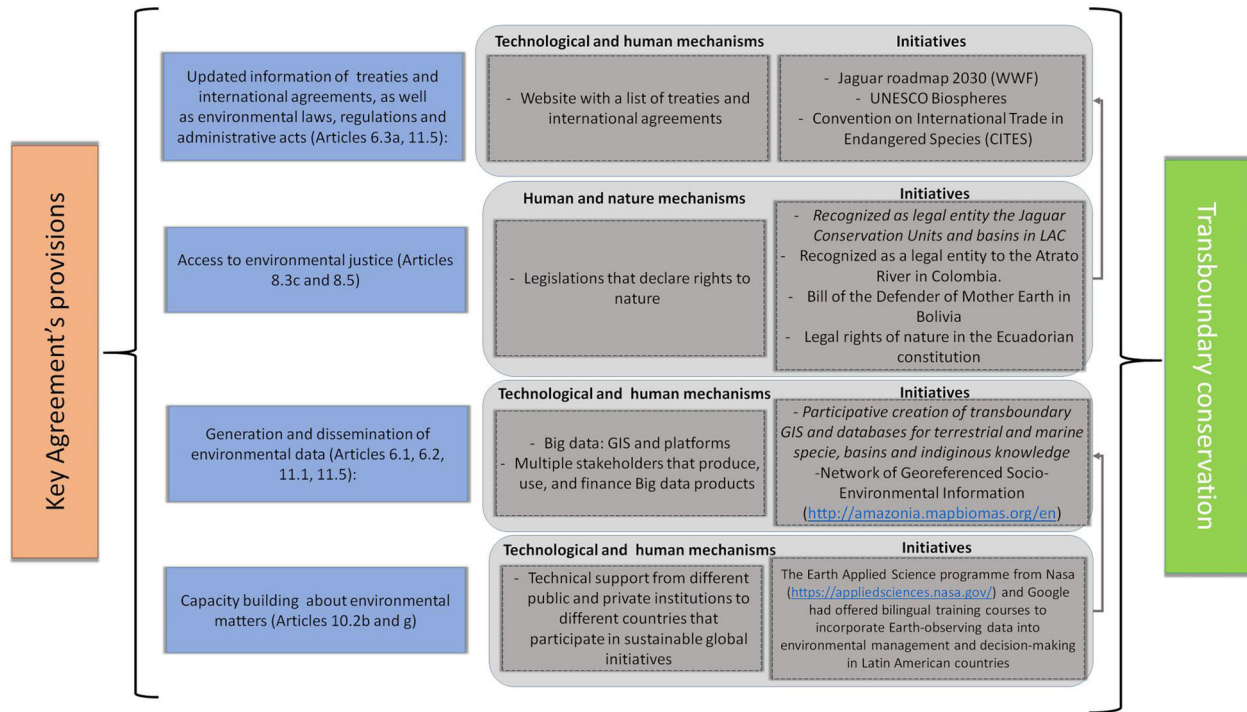 Key Agreement's provisions
Updated information of treaties and
international agreements, as well
as environmental laws, regulations and
administrative acts (Articles 6.3a, 11.5):
Technological and human mechanisms
- Website with a list of treaties and
international agreements
Initiatives
- Jaguar roadmap 2030 (WWF)
- UNESCO Biospheres
- Convention on International Trade in
Endangered Species (CITES)
Access to environmental justice (Articles
8.3c and 8.5)
Human and nature mechanisms
- Legislations that declare rights to
nature
Initiatives
- Recognized as legal entity the Jaguar
Conservation Units and basins in LAC
- Recognized as a legal entity to the Atrato
River in Colombia.
- Bill of the Defender of Mother Earth in
Bolivia
- Legal rights of nature in the Ecuadorian
constitution
Generation and dissemination of
environmental data (Articles 6.1, 6.2,
11.1, 11.5):
Technological and human mechanisms
- Big data: GIS and platforms
- Multiple stakeholders that produce,
use, and finance Big data products
Initiatives
- Participative creation of transboundary
GIS and databases for terrestrial and marine
specie, basins and indiginous knowledge
-Network of Georeferenced Socio-
Environmental Information
(http://amazonia.mapbiomas.org/en)
Capacity building about environmental
matters (Articles 10.2b and g)
Technological and human mechanisms
- Technical support from different
public and private institutions to
different countries that
participate in sustainable global
initiatives
Initiatives
The Earth Applied Science programme from Nasa
(https://appliedsciences.nasa.gov/) and Google
had offered bilingual training courses to
incorporate Earth-observing data into
environmental management and decision-making
in Latin American countries
Transboundary conservation